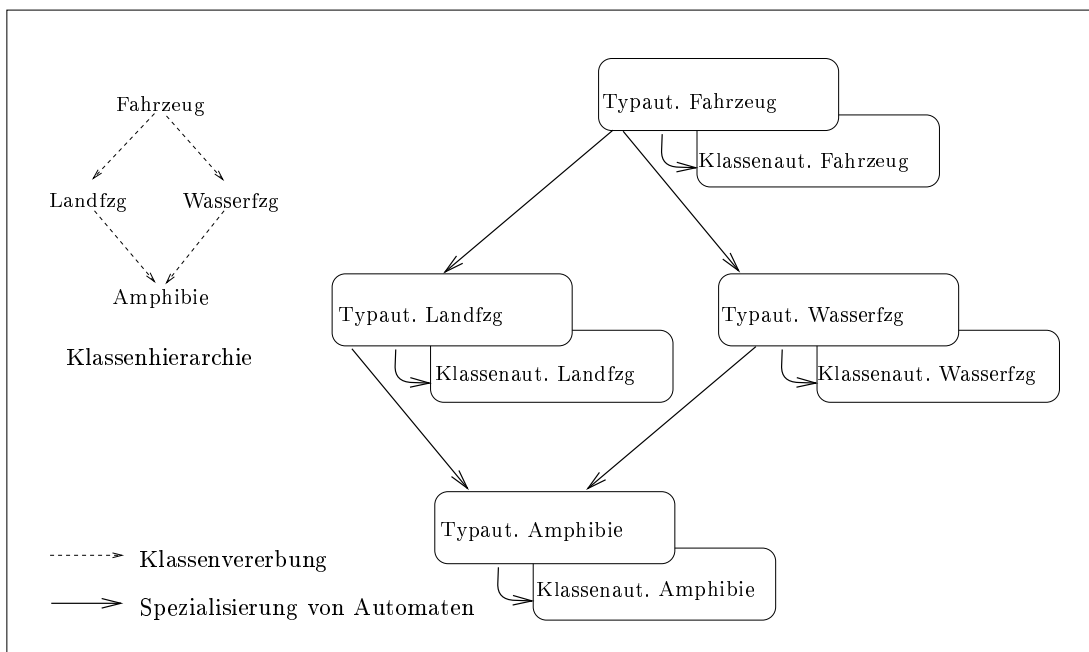 Fahrzeug
Landfzg
Wasserfzg
Amphibie
Klassenhierarchie
Typaut. Fahrzeug
Klassenaut. Fahrzeug
Typaut. Landfzg
Klassenaut. Landfzg
Typaut. Wasserfzg
Klassenaut. Wasserfzg
Typaut. Amphibie
Klassenaut. Amphibie
Klassenvererbung
Spezialisierung von Automaten